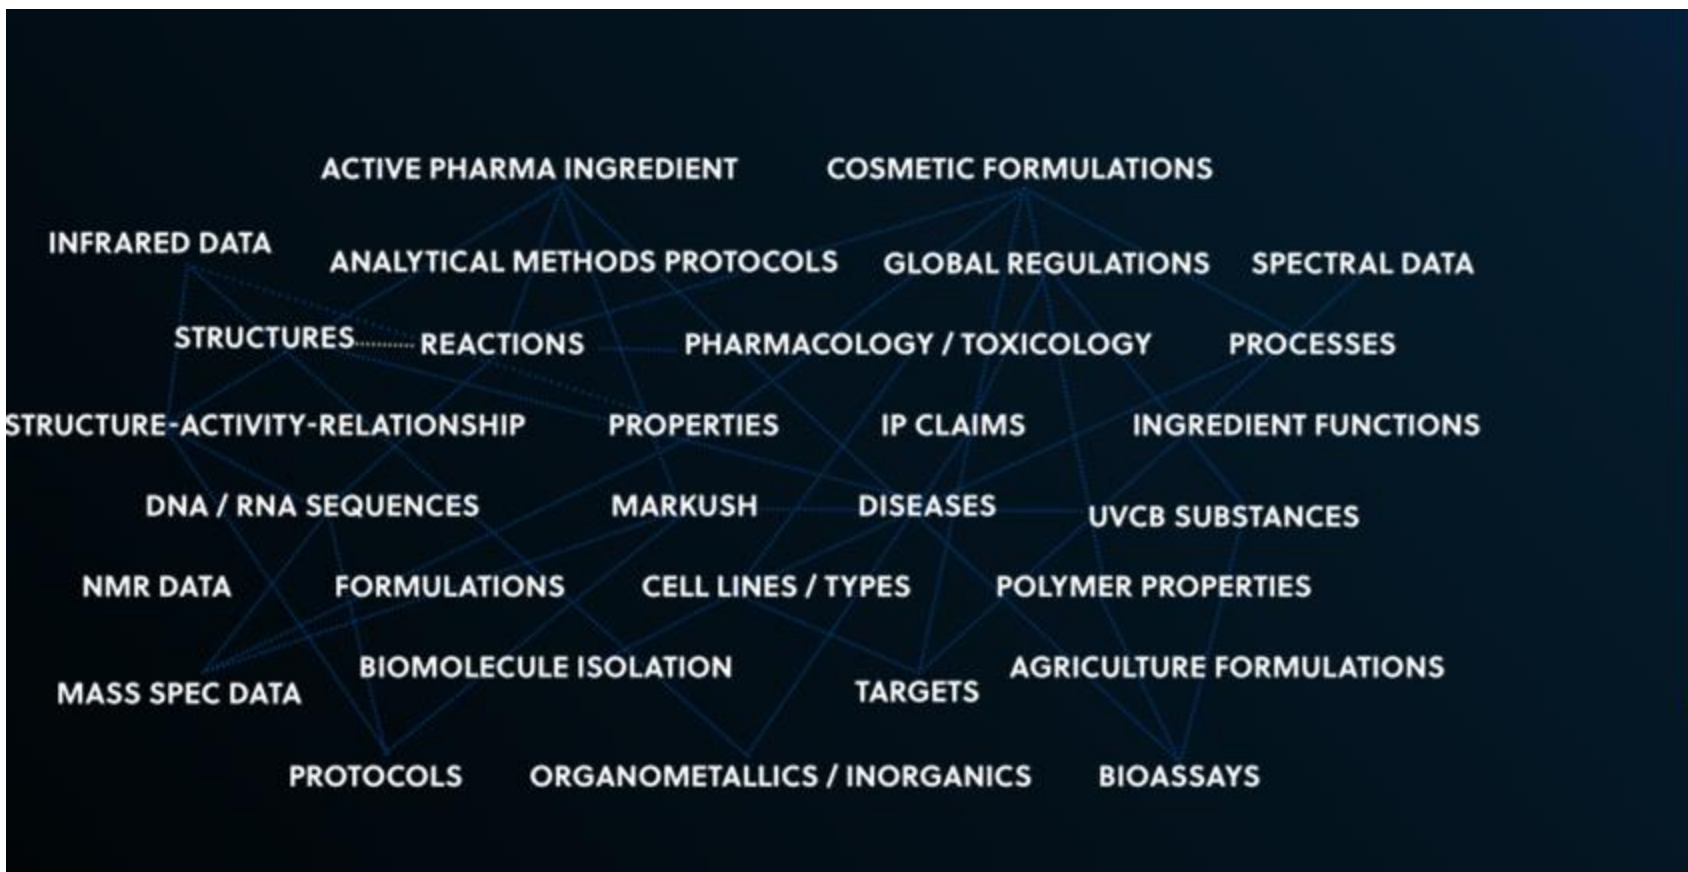 ACTIVE PHARMA INGREDIENT
COSMETIC FORMULATIONS
INFRARED DATA
ANALYTICAL METHODS PROTOCOLS
GLOBAL REGULATIONS
SPECTRAL DATA
STRUCTURES
REACTIONS
PHARMACOLOGY / TOXICOLOGY
PROCESSES
STRUCTURE-ACTIVITY-RELATIONSHIP
PROPERTIES
IP CLAIMS
INGREDIENT FUNCTIONS
DNA / RNA SEQUENCES
MARKUSH
DISEASES
UVCB SUBSTANCES
NMR DATA
FORMULATIONS
CELL LINES / TYPES
POLYMER PROPERTIES
MASS SPEC DATA
BIOMOLECULE ISOLATION
TARGETS
AGRICULTURE FORMULATIONS
PROTOCOLS
ORGANOMETALLICS / INORGANICS
BIOASSAYS